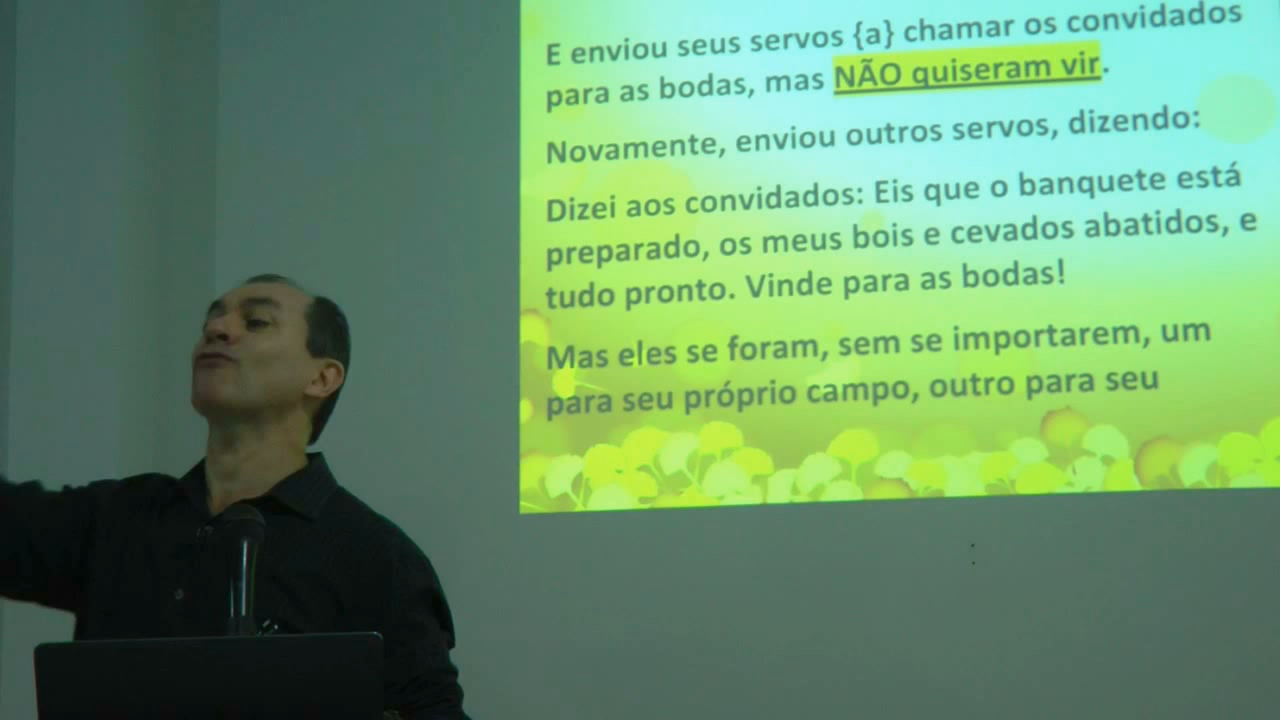 E enviou seus servos {a} chamar os convidados
para as bodas, mas NÃO quiseram vir.
Novamente, enviou outros servos, dizendo:
Dizei aos convidados: Eis que o banquete está
preparado, os meus bois e cevados abatidos, e
tudo pronto. Vinde para as bodas!
Mas eles se foram, sem se importarem, um
para seu próprio campo, outro para seu